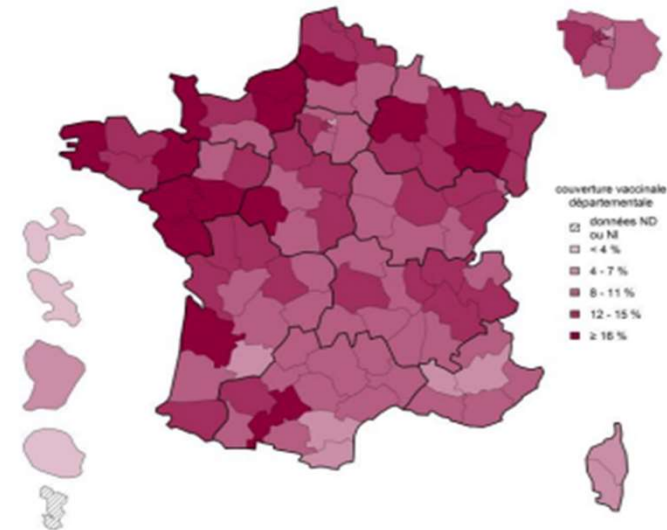 couverture vaccinale
départementale
données ND
ou NI
< 4 %
4 - 7 %
8 - 11 %
12 - 15 %
≥ 16 %